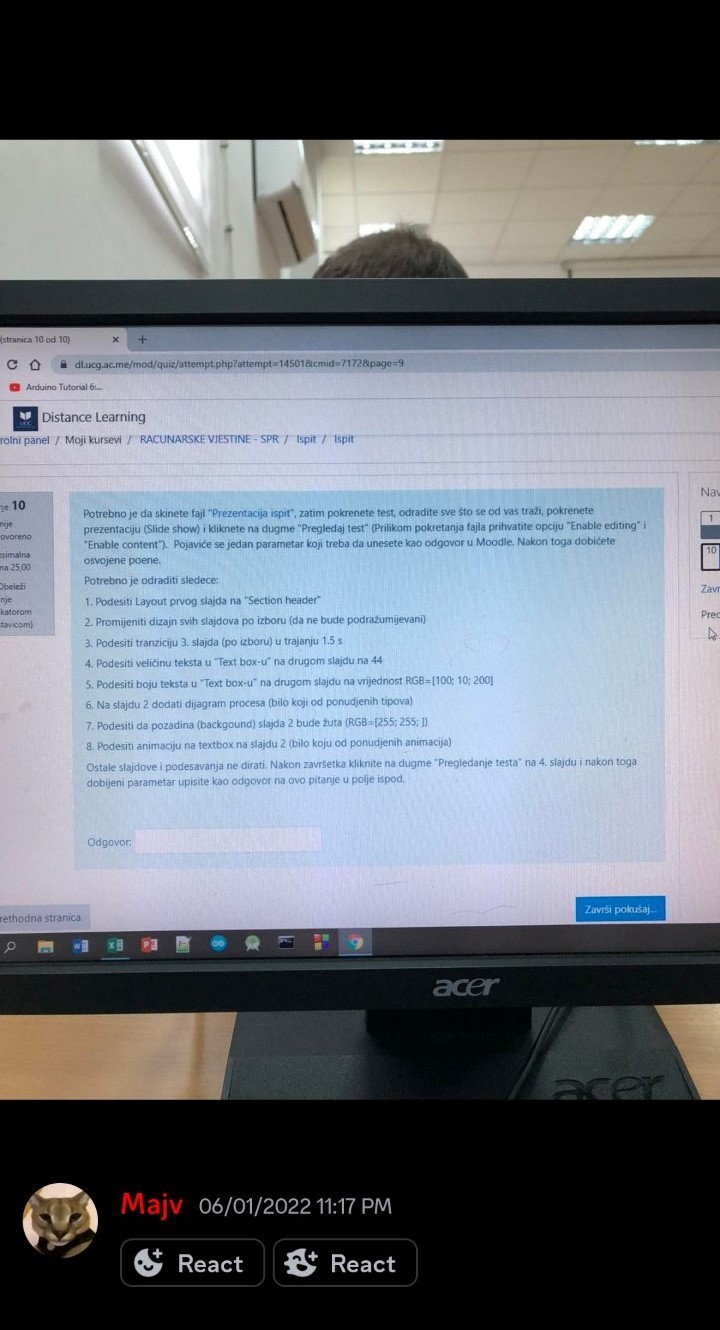 (stranica 10 od 10)
dl.ucg.ac.me/mod/quiz/attempt.php?attempt=14501&cmid=7172&page=9
Arduino Tutorial 6:...
Distance Learning
rolni panel / Moji kursevi / RAČUNARSKE VJEŠTINE - SPR / Ispit / Ispit
je 10
nije
ovoreno
ksimalna
na 25,00
Obeleži
nje
katorom
tavicom)
Potrebno je da skinete fajl "Prezentacija ispit", zatim pokrenete test, odradite sve što se od vas traži, pokrenete
prezentaciju (Slide show) i kliknete na dugme "Pregledaj test" (Prilikom pokretanja fajla prihvatite opciju "Enable editing" i
"Enable content"). Pojaviće se jedan parametar koji treba da unesete kao odgovor u Moodle. Nakon toga dobićete
osvojene poene.
Potrebno je odraditi sledece:
1. Podesiti Layout prvog slajda na "Section header"
2. Promijeniti dizajn svih slajdova po izboru (da ne bude podražumijevani)
3. Podesiti tranziciju 3. slajda (po izboru) u trajanju 1.5 s
4. Podesiti veličinu teksta u "Text box-u" na drugom slajdu na 44
5. Podesiti boju teksta u "Text box-u" na drugom slajdu na vrijednost RGB=[100; 10; 200]
6. Na slajdu 2 dodati dijagram procesa (bilo koji od ponudjenih tipova)
7. Podesiti da pozadina (backgound) slajda 2 bude žuta (RGB=[255; 255; ])
8. Podesiti animaciju na textbox na slajdu 2 (bilo koju od ponudjenih animacija)
Ostale slajdove i podesavanja ne dirati. Nakon završetka kliknite na dugme "Pregledanje testa" na 4. slajdu i nakon toga
dobijeni parametar upisite kao odgovor na ovo pitanje u polje ispod.
Odgovor:
rethodna stranica
Završi pokušaj...
Nav
1
10
Zavr
Prec
acer
acer
Majv 06/01/2022 11:17 PM
React
React